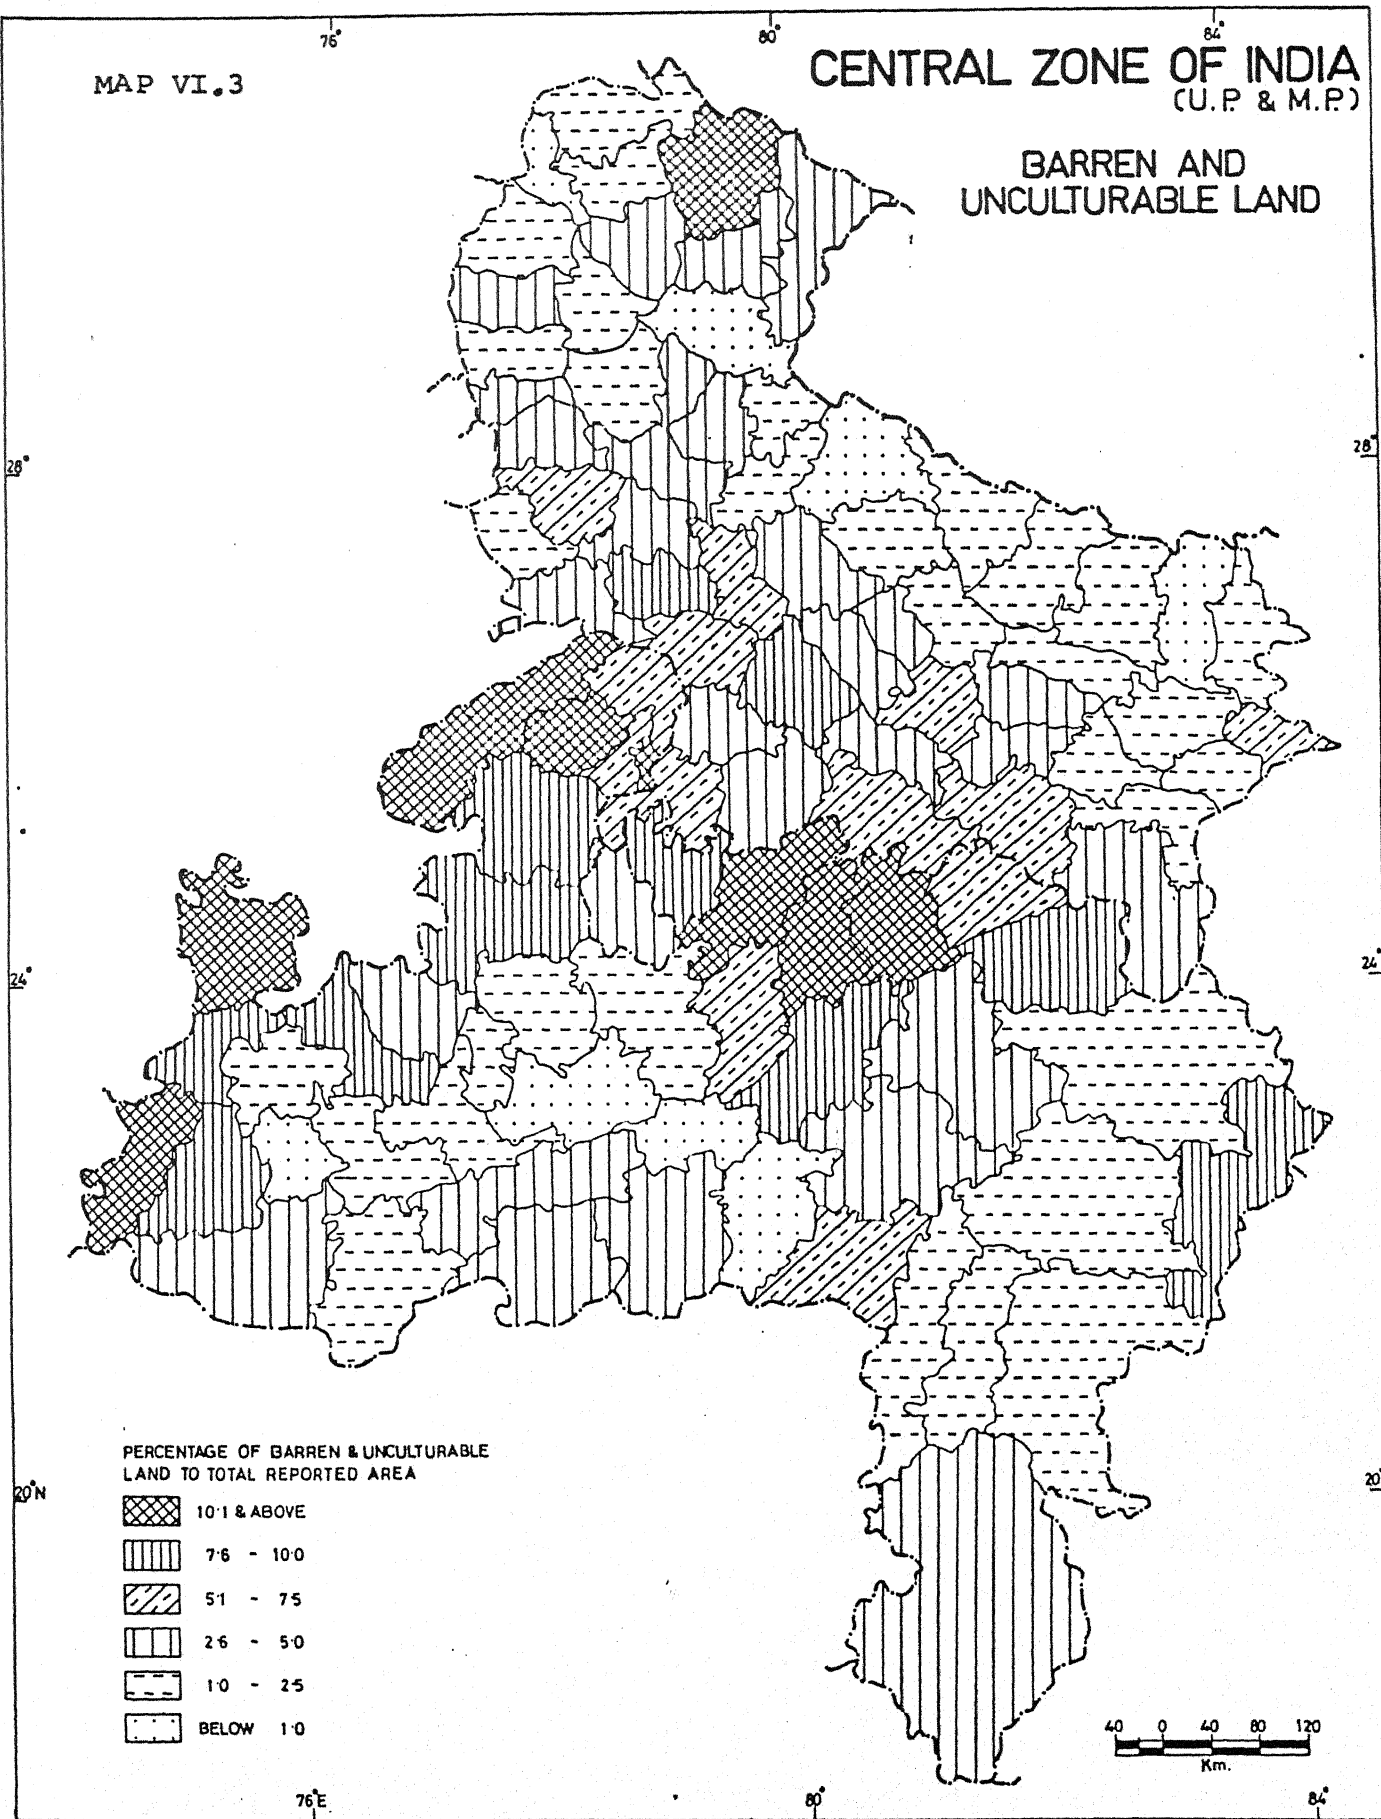 76° 80° 84°
MAP VI.3
CENTRAL ZONE OF INDIA
(U.P. & M.P.)
BARREN AND
UNCULTURABLE LAND
28° 28°
24° 24°
20°N 20°
PERCENTAGE OF BARREN & UNCULTURABLE
LAND TO TOTAL REPORTED AREA
10·1 & ABOVE
7·6 - 10·0
5·1 - 7·5
2·6 - 5·0
1·0 - 2·5
BELOW 1·0
40 0 40 80 120
Km.
76°E 80° 84°